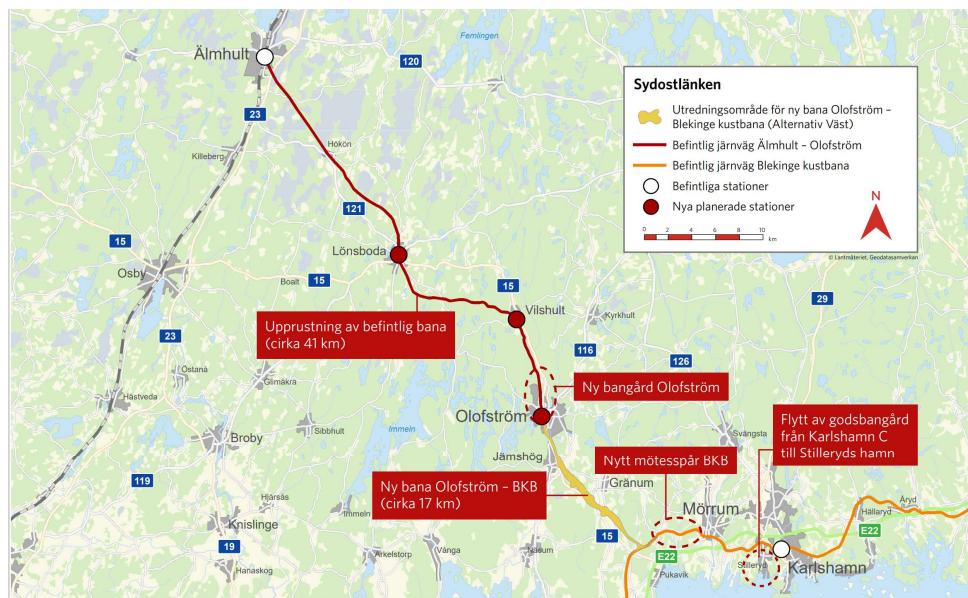 Älmhult
Femlingen
120
23
Killeberg
Hökön
121
15
Osby
Lönsboda
Boalt
15
Vilshult
Kyrkhult
29
23
Östanå
Hästveda
Glimåkra
116
126
Upprustning av befintlig bana
(cirka 41 km)
Ny bangård Olofström
Olofström
Immeln
Broby
Sibbhult
Jämshög
Svängsta
Flytt av godsbangård
från Karlshamn C
till Stilleryds hamn
Nytt mötesspår BKB
Gränum
Ny bana Olofström – BKB
(cirka 17 km)
119
Hjärsås
Immeln
Knislinge
Mörrum
Åryd
Hällaryd
E22
19
Hanaskog
Arkelstorp
Vånga
Näsum
15
E22
Pukavik
Stilleryd
Karlshamn
Sydostlänken
Utredningsområde för ny bana Olofström –
Blekinge kustbana (Alternativ Väst)
Befintlig järnväg Älmhult – Olofström
Befintlig järnväg Blekinge kustbana
Befintliga stationer
Nya planerade stationer
N
0 2 4 6 8 10
km
© Lantmäteriet, Geodatasamverkan